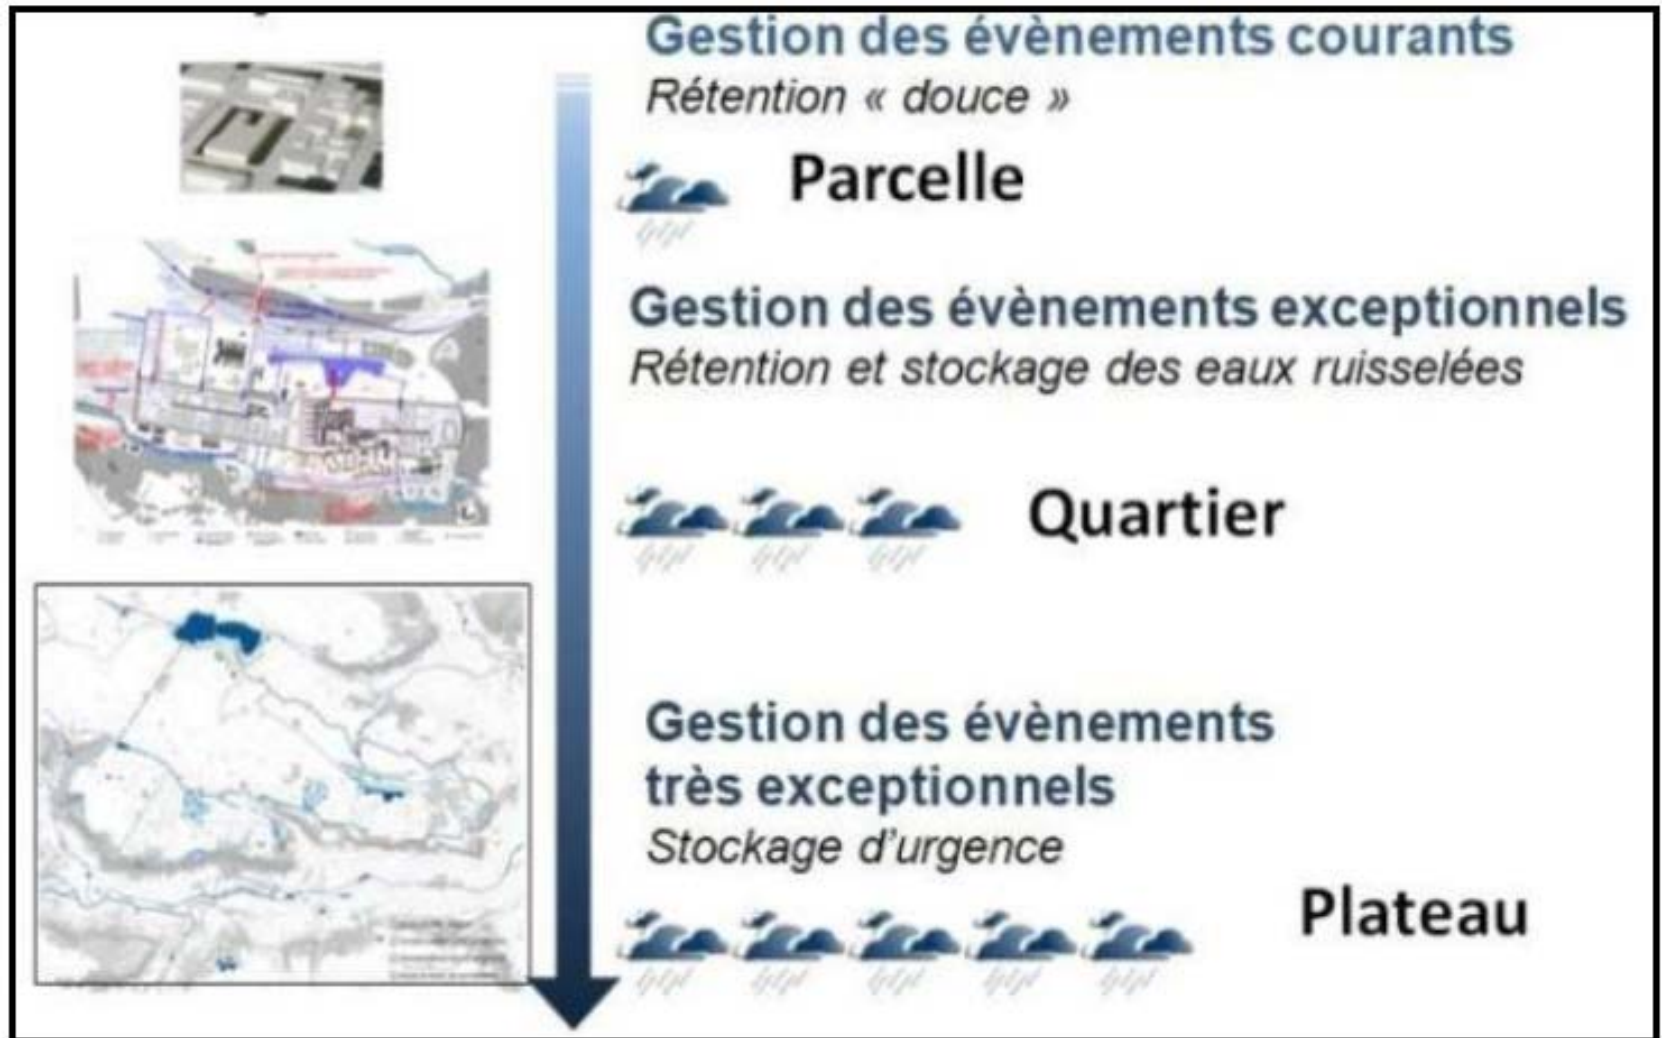 Gestion des évènements courants
Rétention « douce »
Parcelle
Gestion des évènements exceptionnels
Rétention et stockage des eaux ruisselées
Quartier
Gestion des évènements
très exceptionnels
Stockage d'urgence
Plateau